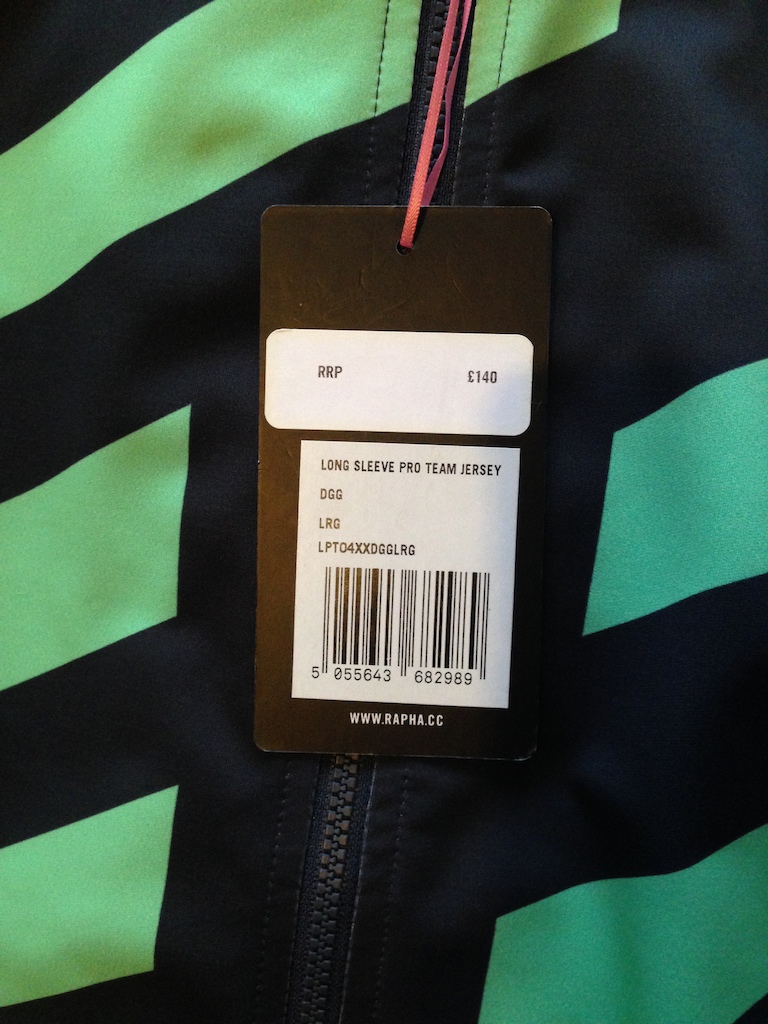 RRP £140
LONG SLEEVE PRO TEAM JERSEY
DGG
LRG
LPT04XXDGGLRG
5 055643 682989
WWW.RAPHA.CC